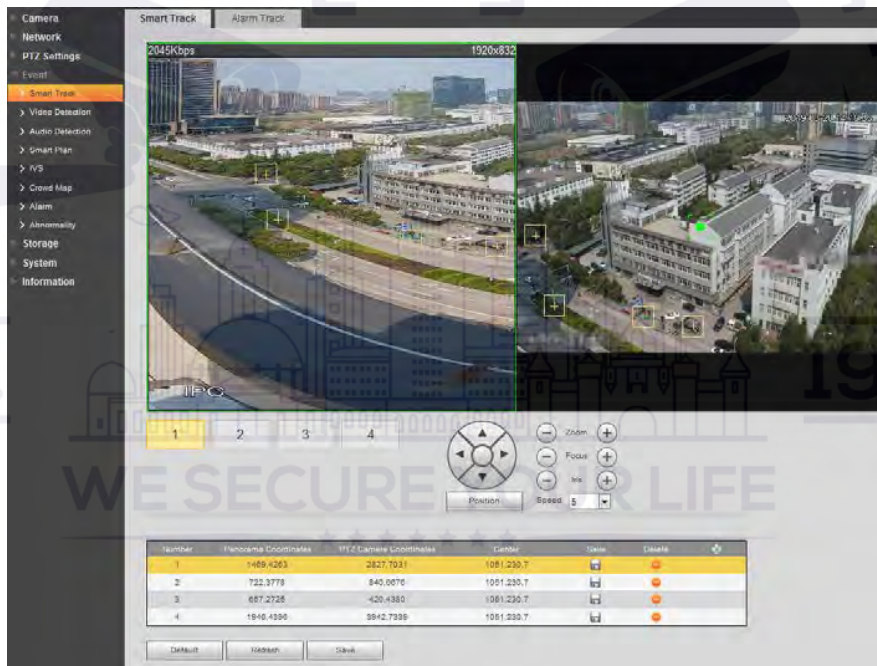 Camera
Smart Track
Alarm Track
Network
PTZ Settings
Event
Smart Track
Video Detection
Audio Detection
Smart Plan
IVS
Crowd Map
Alarm
Abnormality
Storage
System
Information
2045Kbps
1920x832
IPC
1 2 3 4
Zoom
Focus
Iris
Position
Speed 5
WE SECURE YOUR LIFE
Number Panorama Coordinates PTZ Camera Coordinates Center Save Delete
1 1469.4263 2827.7031 1051.230.7
2 722.3778 840.6676 1051.230.7
3 667.2726 -420.4380 1051.230.7
4 1946.4396 3942.7339 1051.230.7
Default Refresh Save